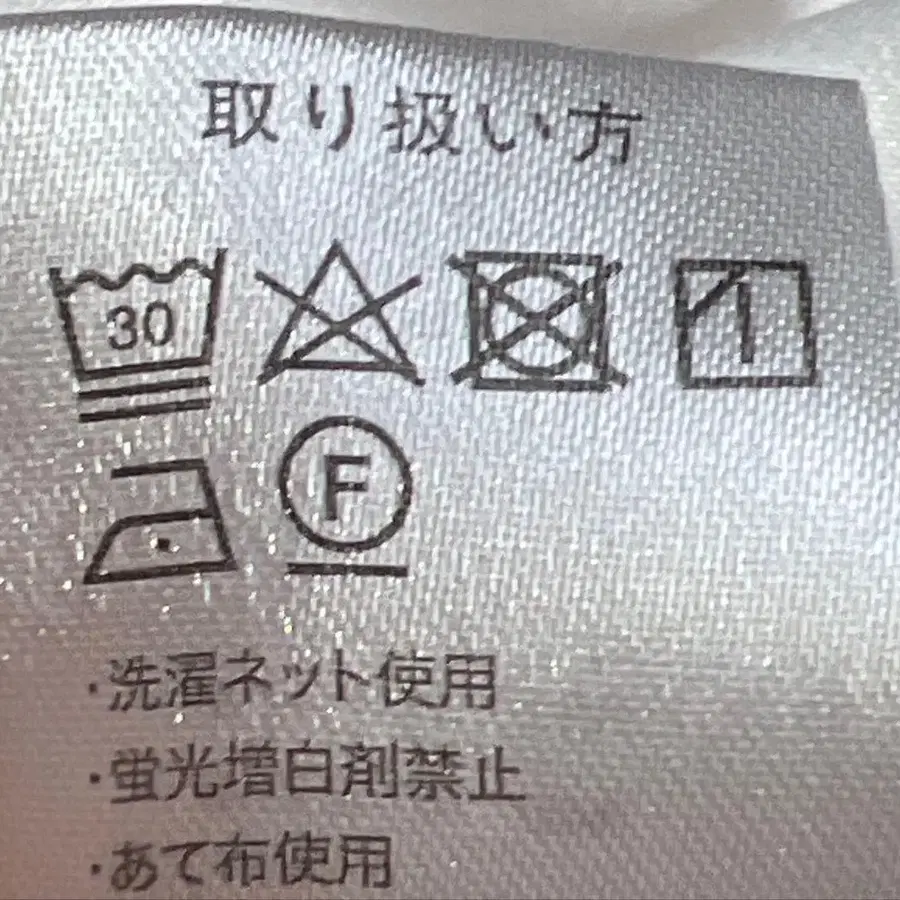 取り扱い方
30
F
・洗濯ネット使用
・蛍光増白剤禁止
・あて布使用